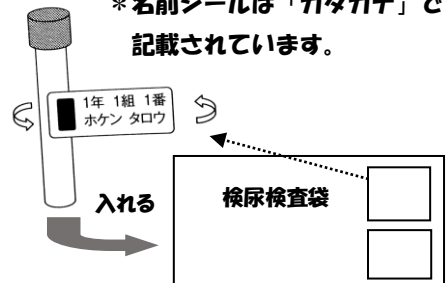 ＊名前シールは「カタカナ」で
記載されています。
1年 1組 1番
ホケン タロウ
入れる
検尿検査袋